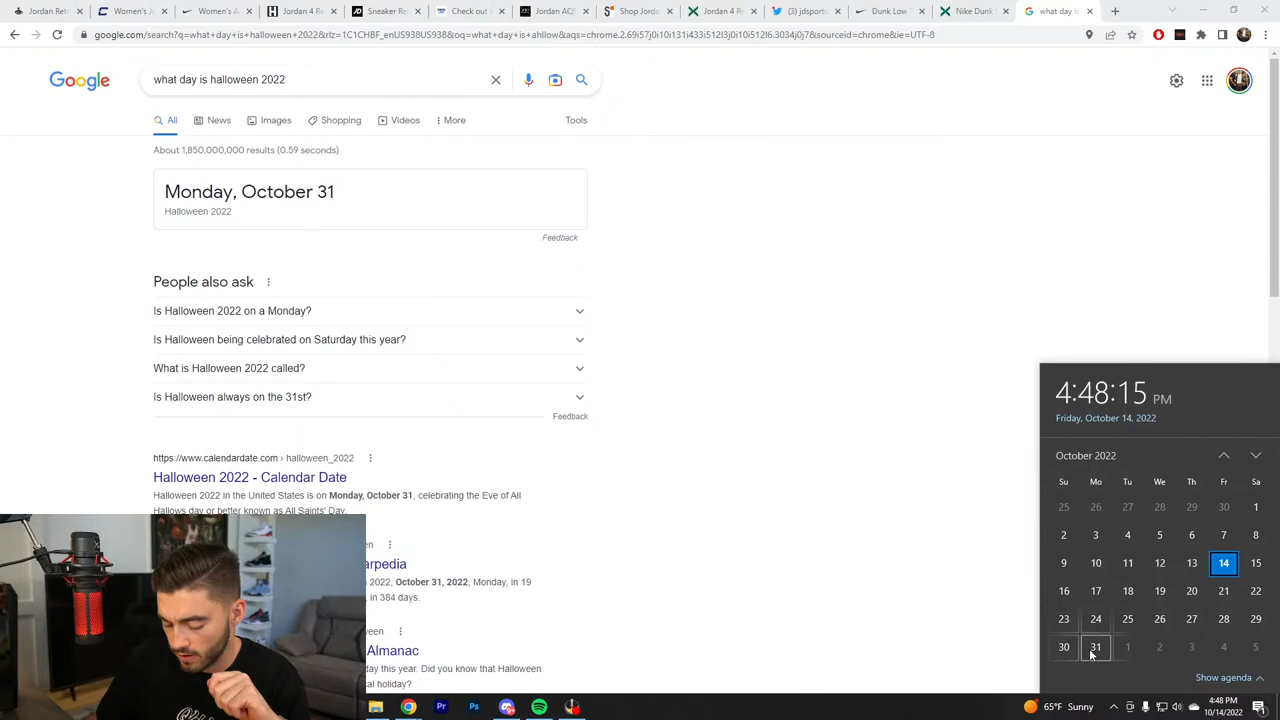 Jordan Ret
Women's
Women's A
Jordan 4 R
Sneaker Re
Check out
Jordan AQS
Shop Jorda
Jordan 4 Re
(3) jdsports
Dunk Low
Nike Dunk
what day is
google.com/search?q=what+day+is+halloween+2022&rlz=1C1CHBF_enUS938US938&oq=what+day+is+ahllow&aqs=chrome.2.69i57j0i10i131i433i512l3j0i10i512l6.3034j0j7&sourceid=chrome&ie=UTF-8
Google
what day is halloween 2022
All
News
Images
Shopping
Videos
More
Tools
About 1,850,000,000 results (0.59 seconds)
Monday, October 31
Halloween 2022
Feedback
People also ask
Is Halloween 2022 on a Monday?
Is Halloween being celebrated on Saturday this year?
What is Halloween 2022 called?
Is Halloween always on the 31st?
Feedback
https://www.calendardate.com › halloween_2022
Halloween 2022 - Calendar Date
Halloween 2022 in the United States is on Monday, October 31, celebrating the Eve of All
Hallows day or better known as All Saints' Day.
en
arpedia
2022, October 31, 2022, Monday, in 19
in 384 days.
ween
Almanac
day this year. Did you know that Halloween
al holiday?
4:48:15 PM
Friday, October 14, 2022
October 2022
Su Mo Tu We Th Fr Sa
25 26 27 28 29 30 1
2 3 4 5 6 7 8
9 10 11 12 13 14 15
16 17 18 19 20 21 22
23 24 25 26 27 28 29
30 31 1 2 3 4 5
Show agenda
Pr
Ps
65°F Sunny
4:48 PM
10/14/2022